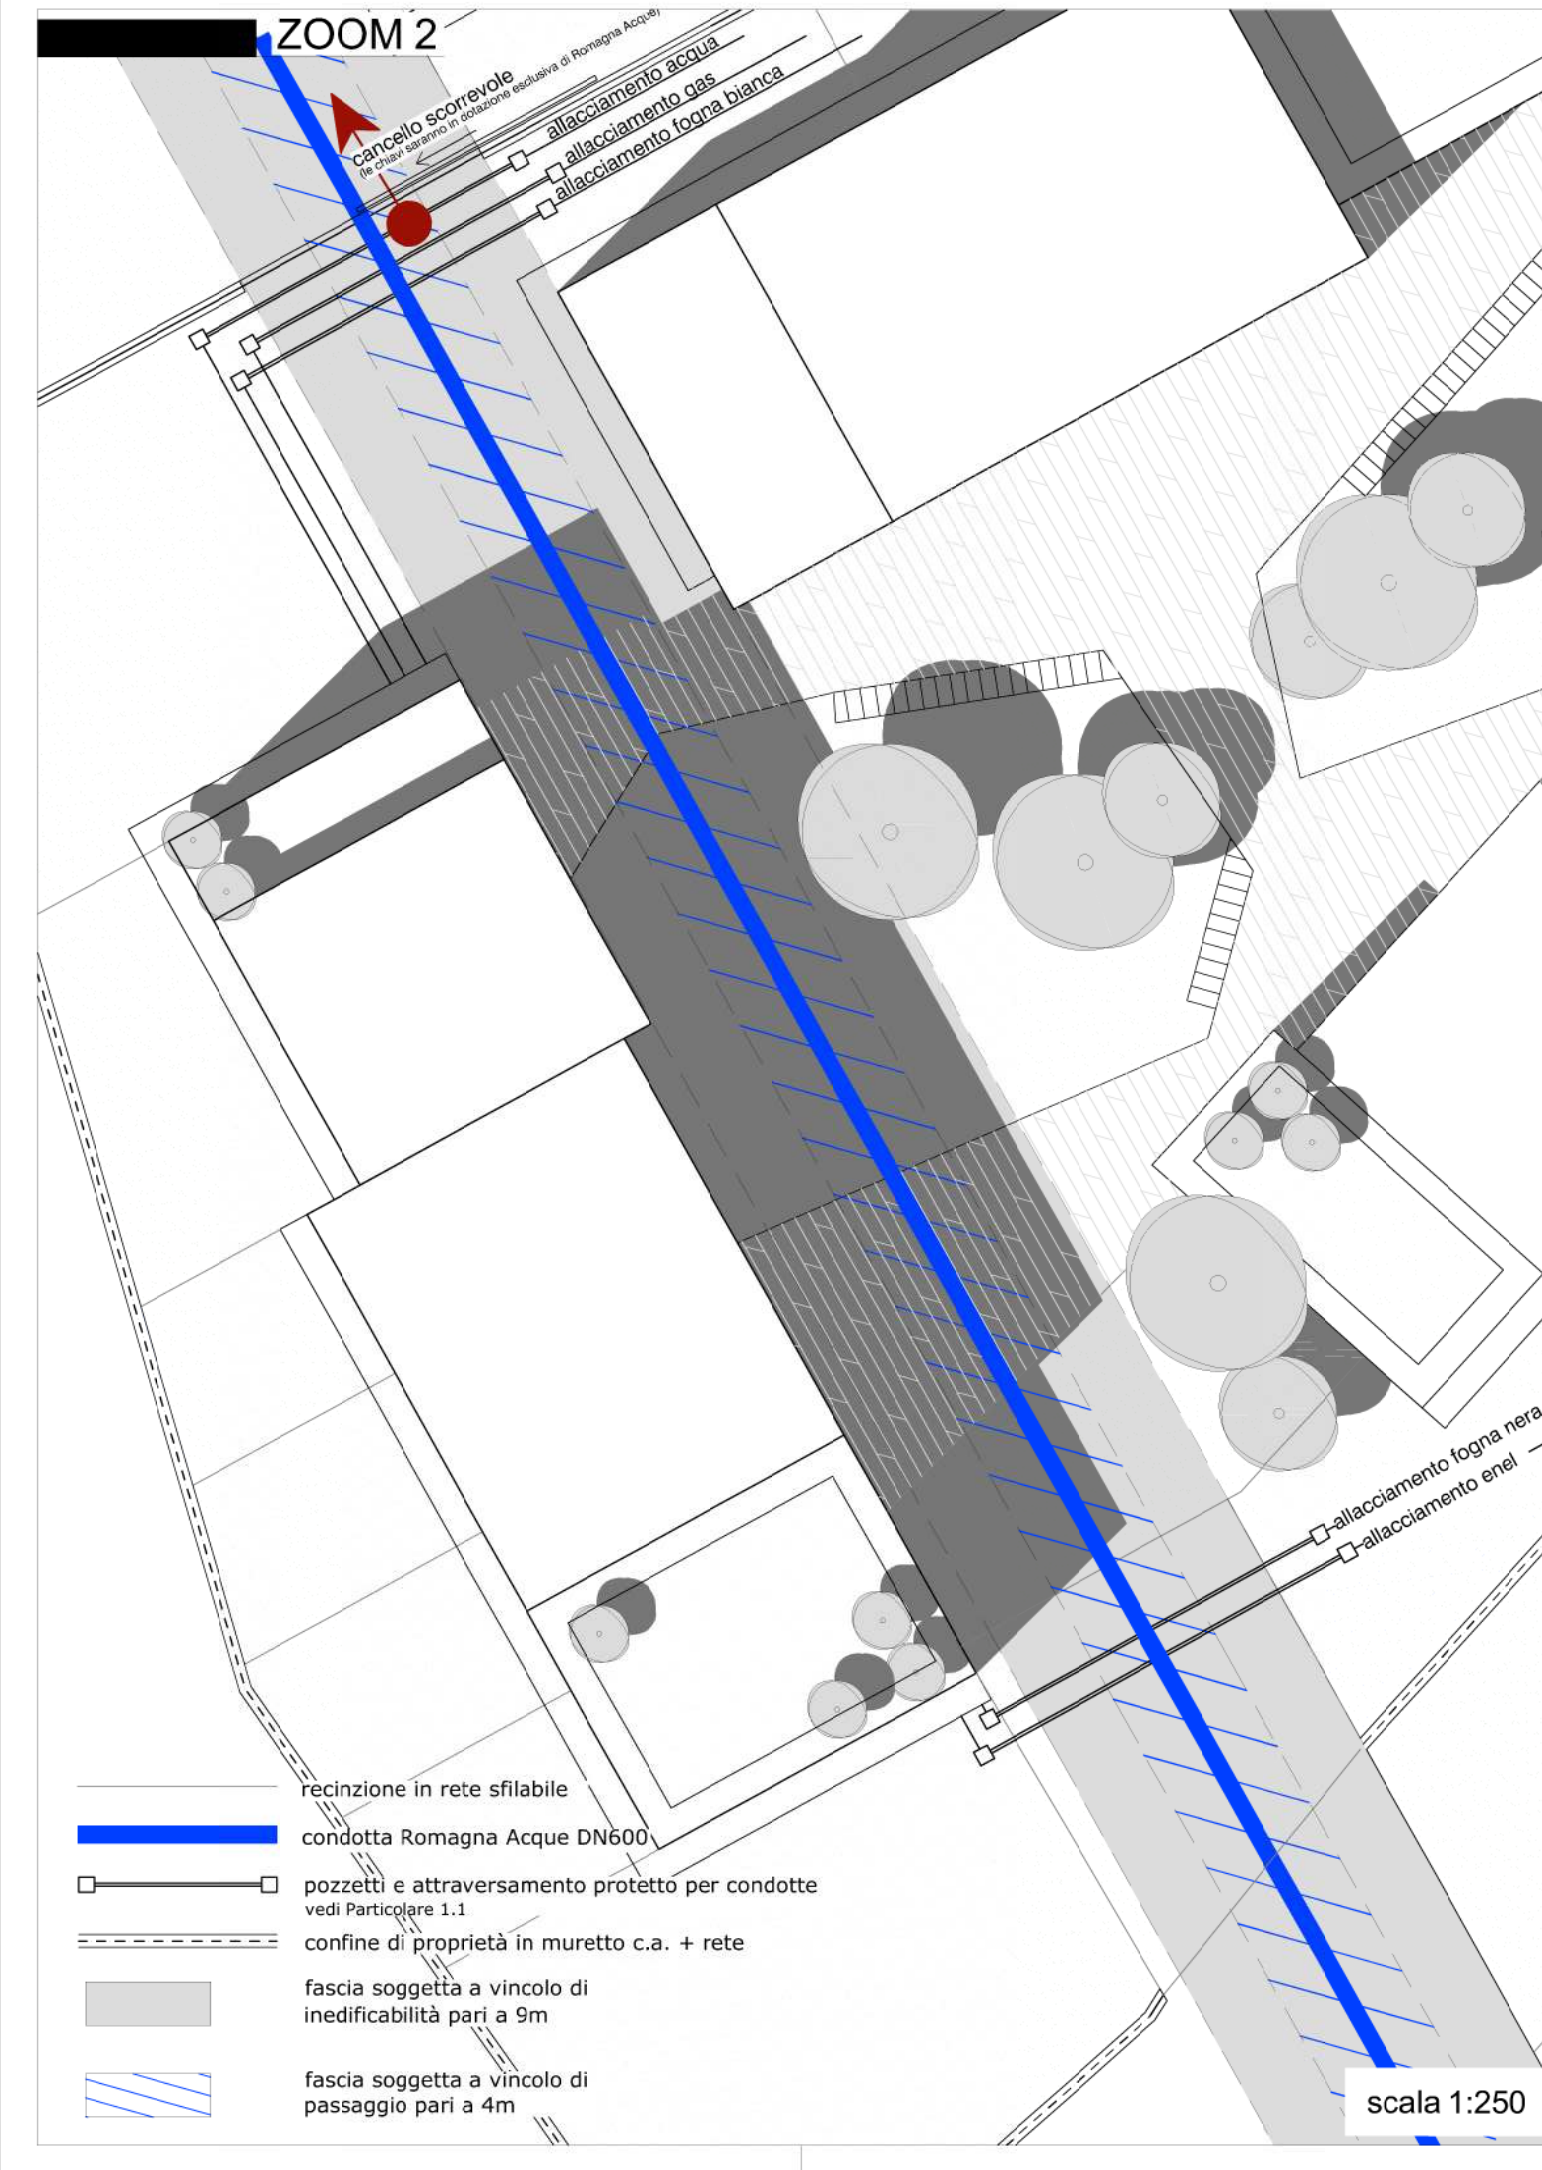 ZOOM 2
cancello scorrevole
(le chiavi saranno in dotazione esclusiva di Romagna Acque)
allacciamento acqua
allacciamento gas
allacciamento fogna bianca
allacciamento fogna nera
allacciamento enel
recinzione in rete sfilabile
condotta Romagna Acque DN600
pozzetti e attraversamento protetto per condotte
vedi Particolare 1.1
confine di proprietà in muretto c.a. + rete
fascia soggetta a vincolo di
inedificabilità pari a 9m
fascia soggetta a vincolo di
passaggio pari a 4m
scala 1:250